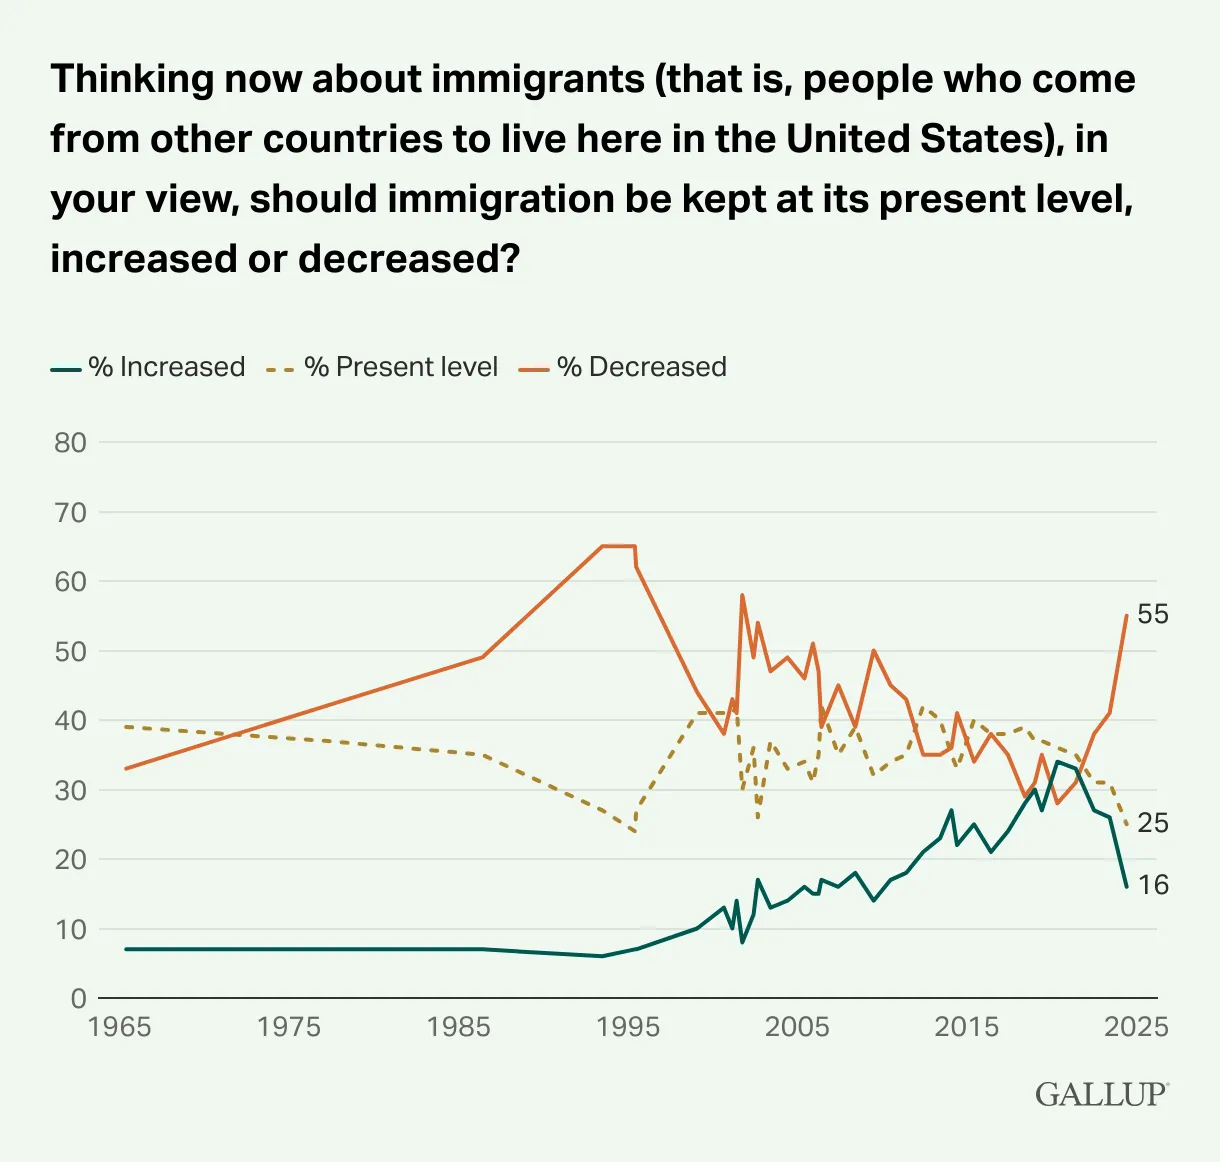 Thinking now about immigrants (that is, people who come
from other countries to live here in the United States), in
your view, should immigration be kept at its present level,
increased or decreased?
% Increased % Present level % Decreased
80
70
60
50
40
30
20
10
0
55
25
16
1965 1975 1985 1995 2005 2015 2025
GALLUP®